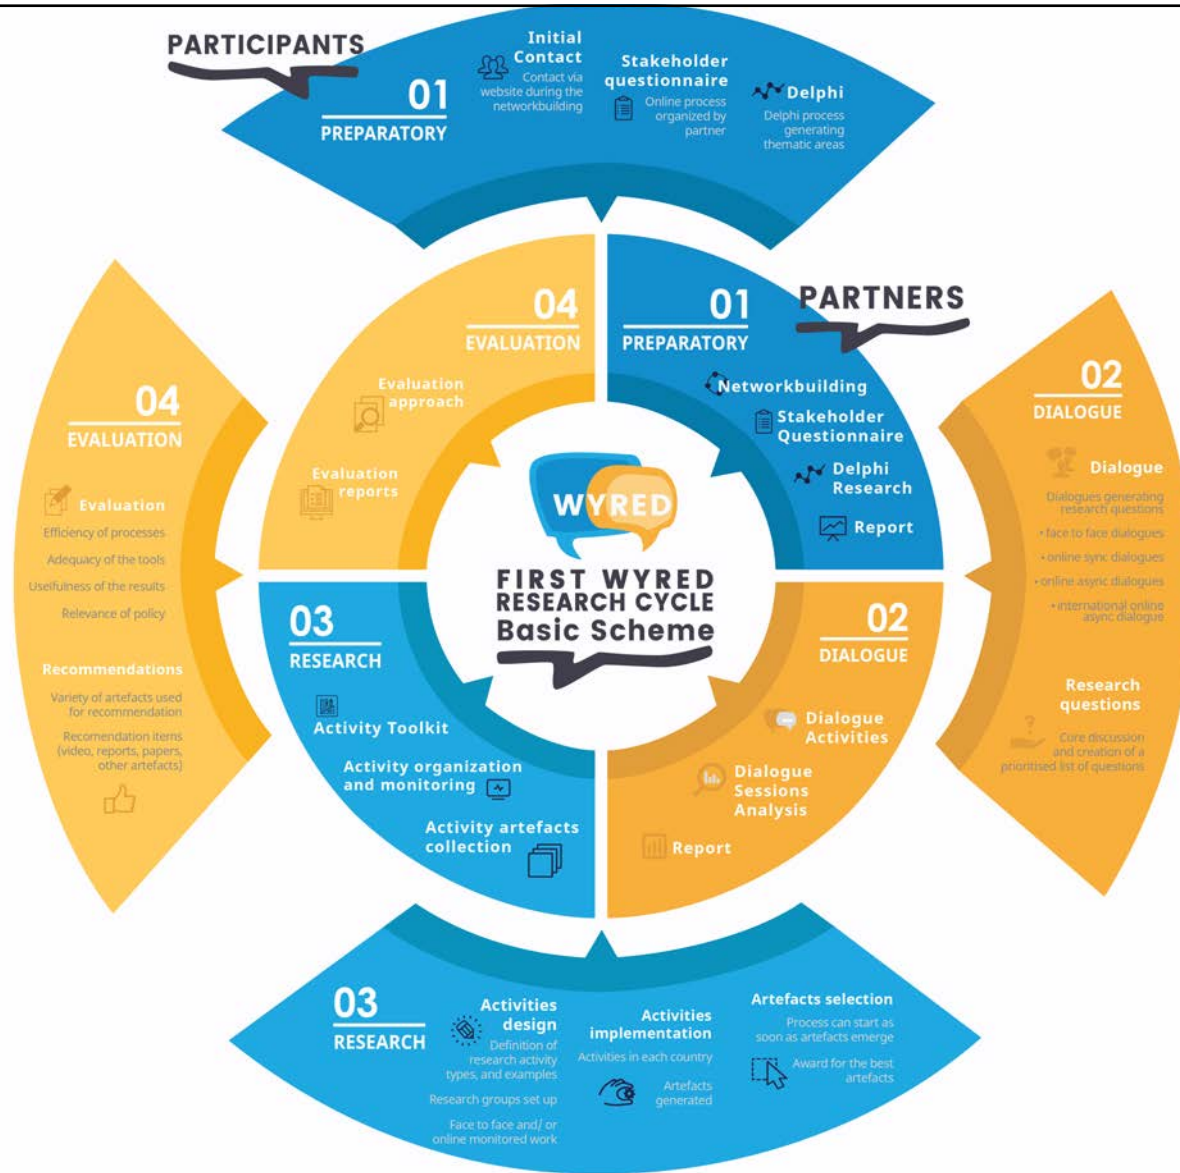 PARTICIPANTS
01
PREPARATORY
Initial
Contact
Contact via
website during the
networkbuilding
Stakeholder
questionnaire
Online process
organized by
partner
Delphi
Delphi process
generating
thematic areas
PARTNERS
04
EVALUATION
Evaluation
approach
Evaluation
reports
01
PREPARATORY
Networkbuilding
Stakeholder
Questionnaire
Delphi
Research
Report
02
DIALOGUE
Dialogue
Dialogues generating
research questions
• face to face dialogues
• online sync dialogues
• online async dialogues
• international online
async dialogue
Research
questions
?
Core discussion
and creation of a
prioritised list of questions
04
EVALUATION
Evaluation
Efficiency of processes
Adequacy of the tools
Useifulness of the results
Relevance of policy
Recommendations
Variety of artefacts used
for recommendation
Recomendation items
(video, reports, papers,
other artefacts)
WYRED
FIRST WYRED
RESEARCH CYCLE
Basic Scheme
03
RESEARCH
Activity Toolkit
Activity organization
and monitoring
Activity artefacts
collection
02
DIALOGUE
Dialogue
Activities
Dialogue
Sessions
Analysis
Report
03
RESEARCH
Activities
design
Definition of
research activity
types, and examples
Research groups set up
Face to face and/ or
online monitored work
Activities
implementation
Activities in each country
Artefacts
generated
Artefacts selection
Process can start as
soon as artefacts emerge
Award for the best
artefacts